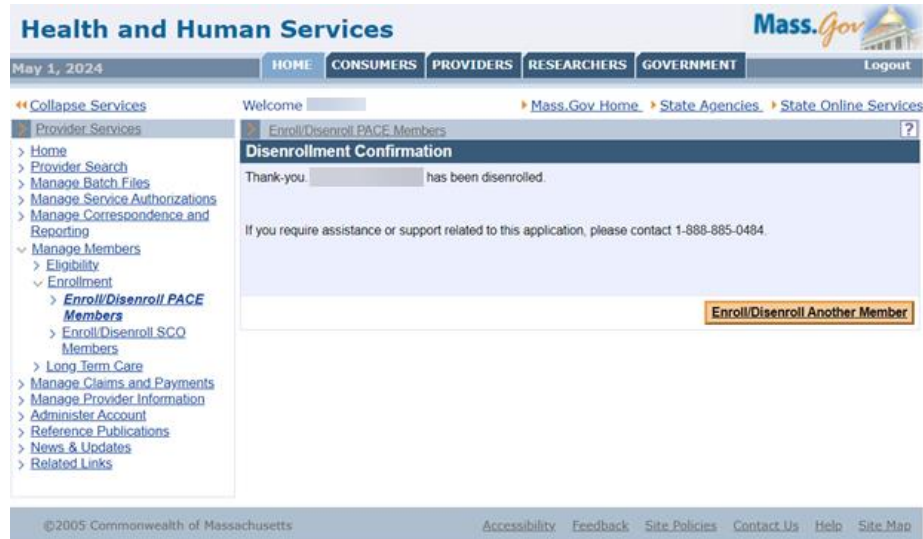 Health and Human Services
Mass.Gov
May 1, 2024
HOME CONSUMERS PROVIDERS RESEARCHERS GOVERNMENT
Logout
Collapse Services
Welcome
Mass.Gov Home State Agencies State Online Services
Provider Services
> Home
> Provider Search
> Manage Batch Files
> Manage Service Authorizations
> Manage Correspondence and
Reporting
Manage Members
> Eligibility
Enrollment
> Enroll/Disenroll PACE
Members
> Enroll/Disenroll SCO
Members
> Long Term Care
> Manage Claims and Payments
> Manage Provider Information
> Administer Account
> Reference Publications
> News & Updates
> Related Links
Enroll/Disenroll PACE Members
?
Disenrollment Confirmation
Thank-you. has been disenrolled.
If you require assistance or support related to this application, please contact 1-888-885-0484.
Enroll/Disenroll Another Member
©2005 Commonwealth of Massachusetts
Accessibility Feedback Site Policies Contact Us Help Site Map